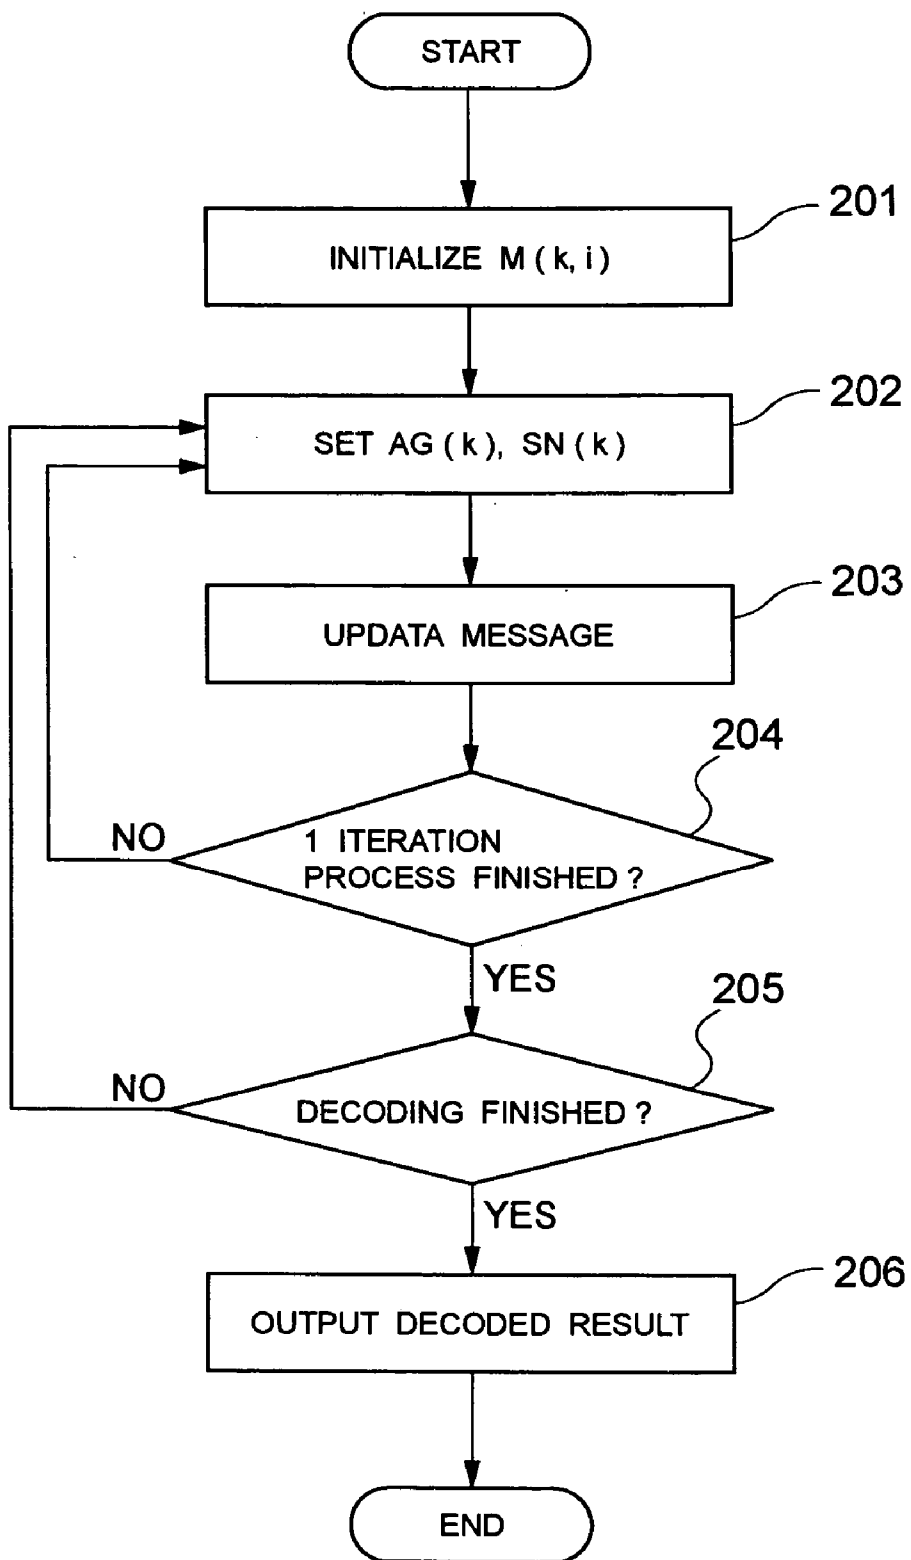 START
201
INITIALIZE M ( k, i )
202
SET AG ( k ), SN ( k )
203
UPDATA MESSAGE
204
NO
1 ITERATION
PROCESS FINISHED ?
YES
205
NO
DECODING FINISHED ?
YES
206
OUTPUT DECODED RESULT
END